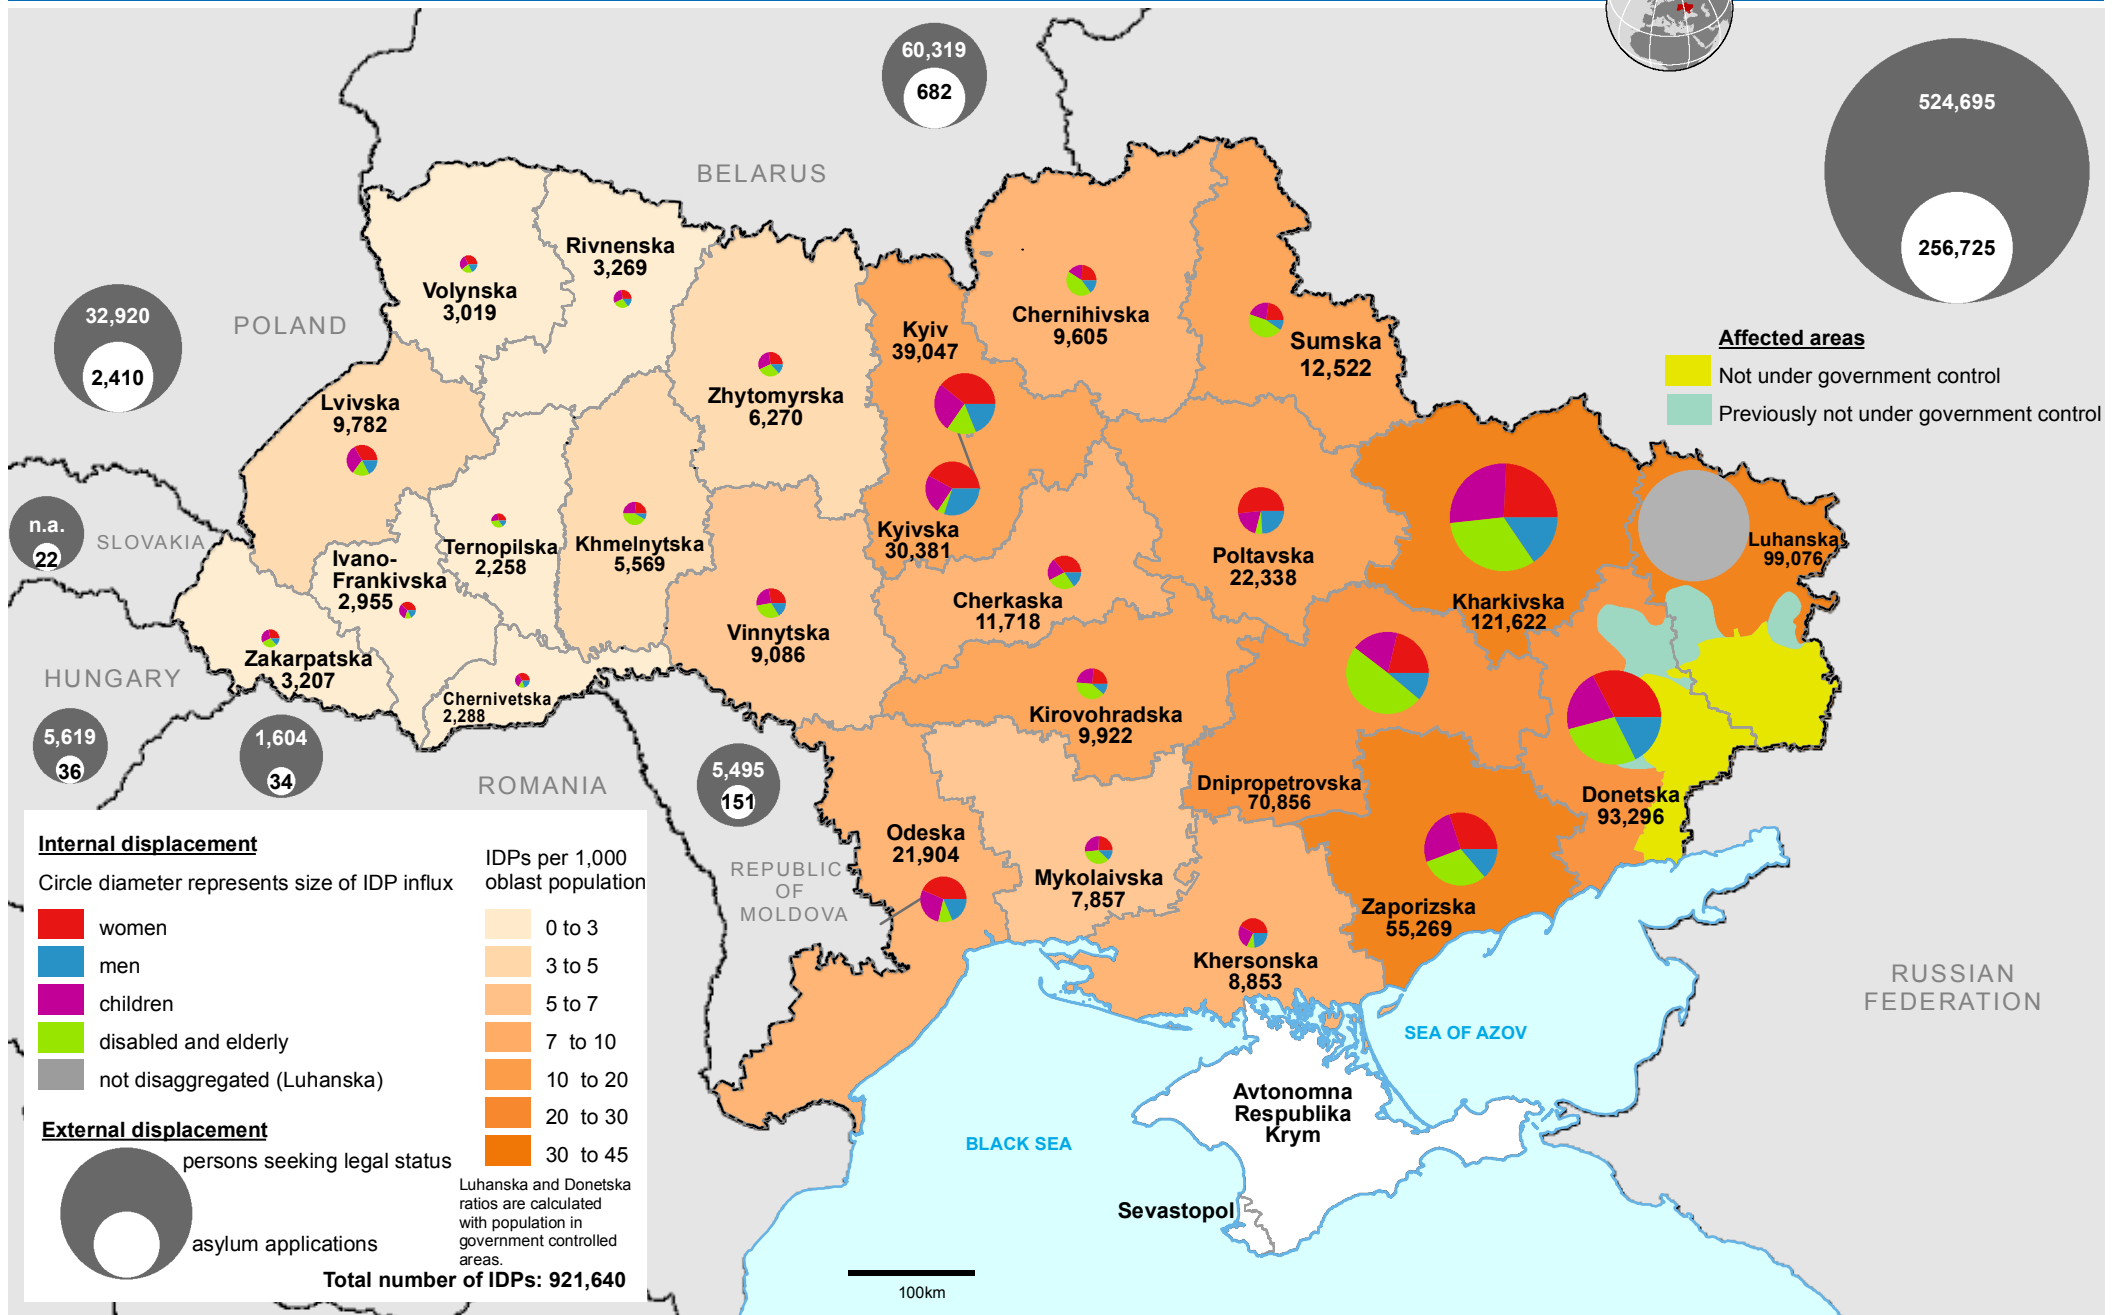 60,319
682
524,695
256,725
BELARUS
Rivnenska
3,269
Volynska
3,019
POLAND
32,920
2,410
Chernihivska
9,605
Kyiv
39,047
Sumska
12,522
Affected areas
Not under government control
Previously not under government control
Lvivska
9,782
Zhytomyrska
6,270
n.a.
22
SLOVAKIA
Ternopilska
2,258
Khmelnytska
5,569
Kyivska
30,381
Poltavska
22,338
Luhanska
99,076
Ivano-
Frankivska
2,955
Cherkaska
11,718
Kharkivska
121,622
Vinnytska
9,086
Zakarpatska
3,207
HUNGARY
Chernivetska
2,288
Kirovohradska
9,922
5,619
36
1,604
34
ROMANIA
5,495
151
Dnipropetrovska
70,856
Donetska
93,296
Odeska
21,904
REPUBLIC
OF
MOLDOVA
Mykolaivska
7,857
Zaporizska
55,269
Khersonska
8,853
RUSSIAN
FEDERATION
SEA OF AZOV
Avtonomna
Respublika
Krym
BLACK SEA
Sevastopol
100km
Internal displacement
Circle diameter represents size of IDP influx
women
men
children
disabled and elderly
not disaggregated (Luhanska)
IDPs per 1,000
oblast population
0 to 3
3 to 5
5 to 7
7 to 10
10 to 20
20 to 30
30 to 45
Luhanska and Donetska
ratios are calculated
with population in
government controlled
areas.
External displacement
persons seeking legal status
asylum applications
Total number of IDPs: 921,640